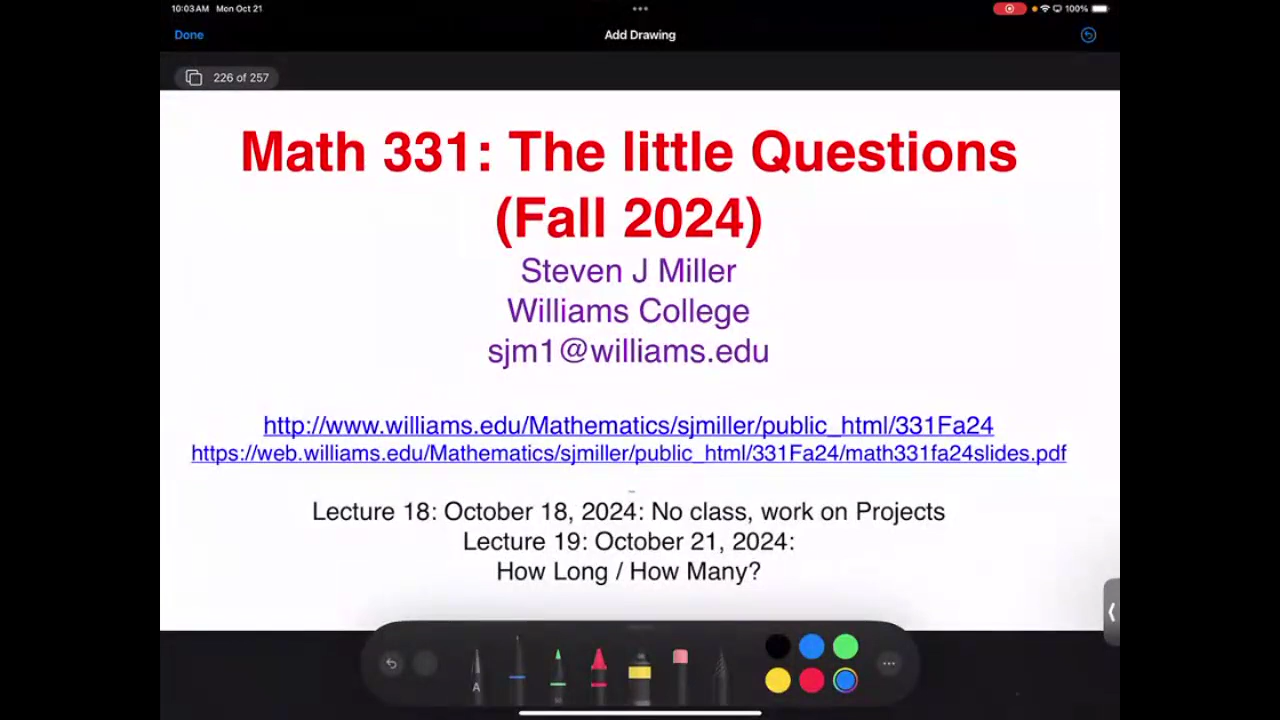 10:03AM Mon Oct 21
100%
Done
Add Drawing
226 of 257
Math 331: The little Questions
(Fall 2024)
Steven J Miller
Williams College
sjm1@williams.edu
http://www.williams.edu/Mathematics/sjmiller/public_html/331Fa24
https://web.williams.edu/Mathematics/sjmiller/public_html/331Fa24/math331fa24slides.pdf
Lecture 18: October 18, 2024: No class, work on Projects
Lecture 19: October 21, 2024:
How Long / How Many?
A